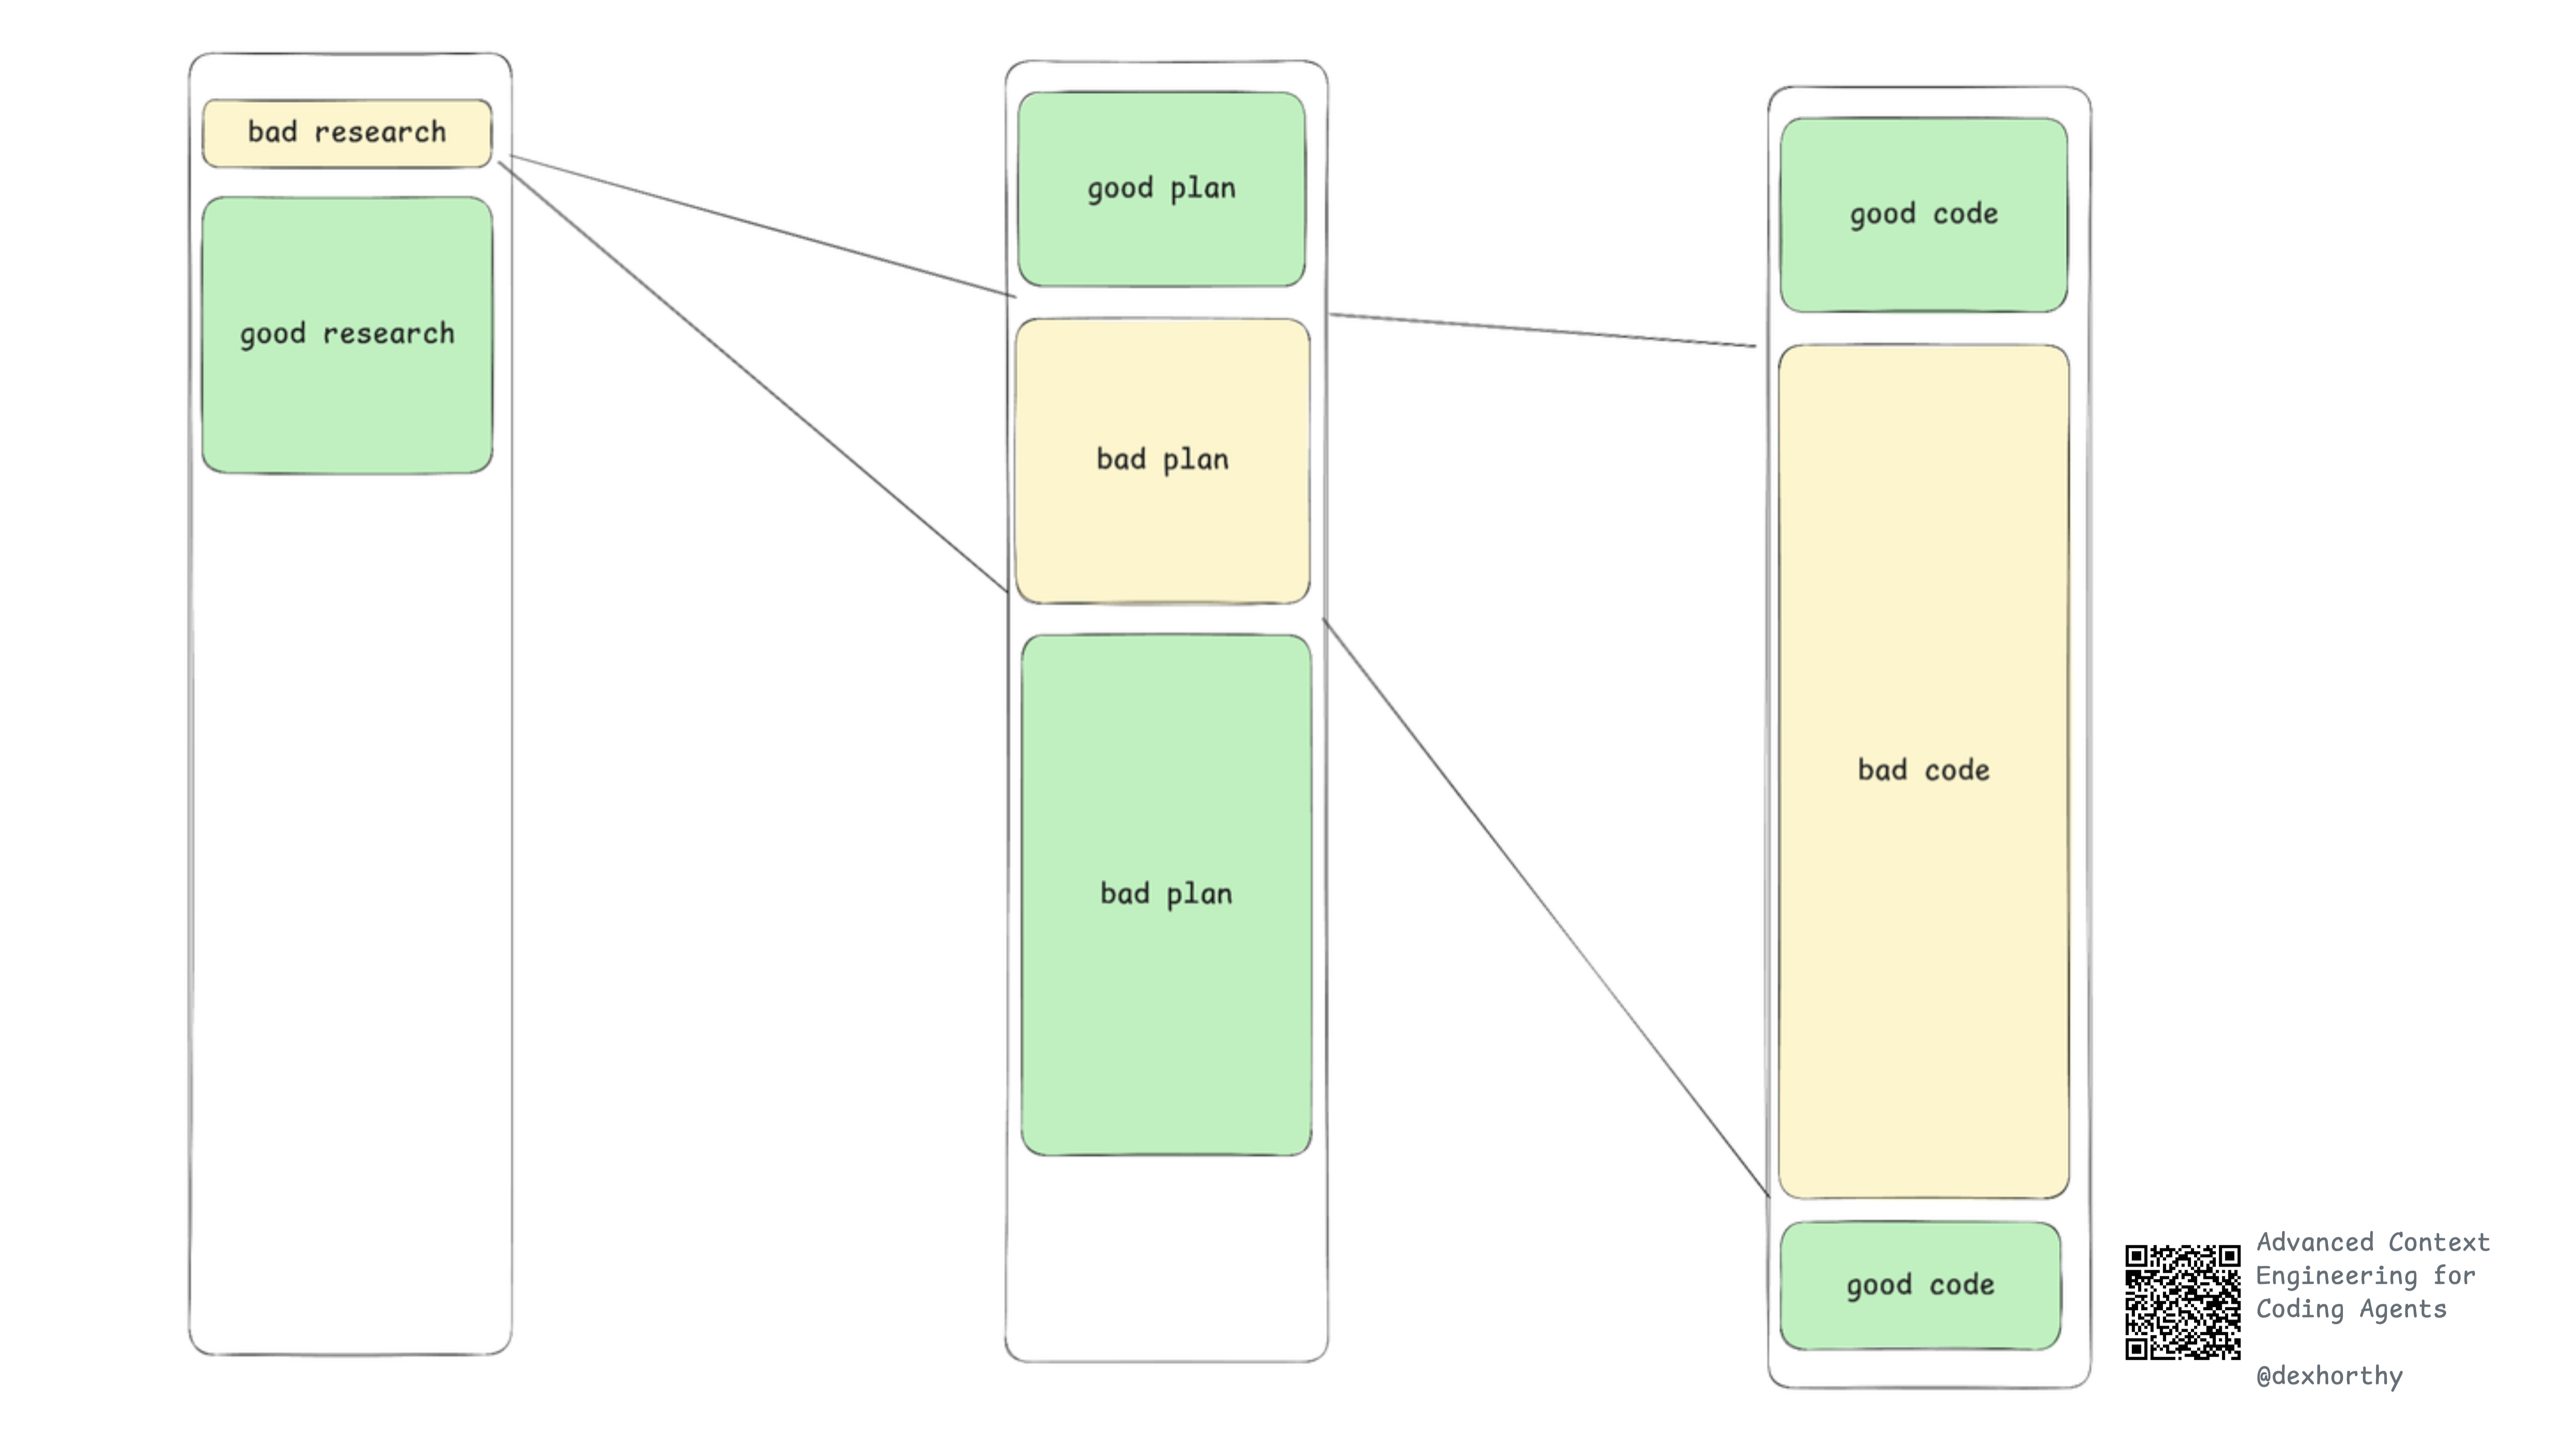 bad research
good research
good plan
bad plan
bad plan
good code
bad code
good code
Advanced Context
Engineering for
Coding Agents
@dexhorthy